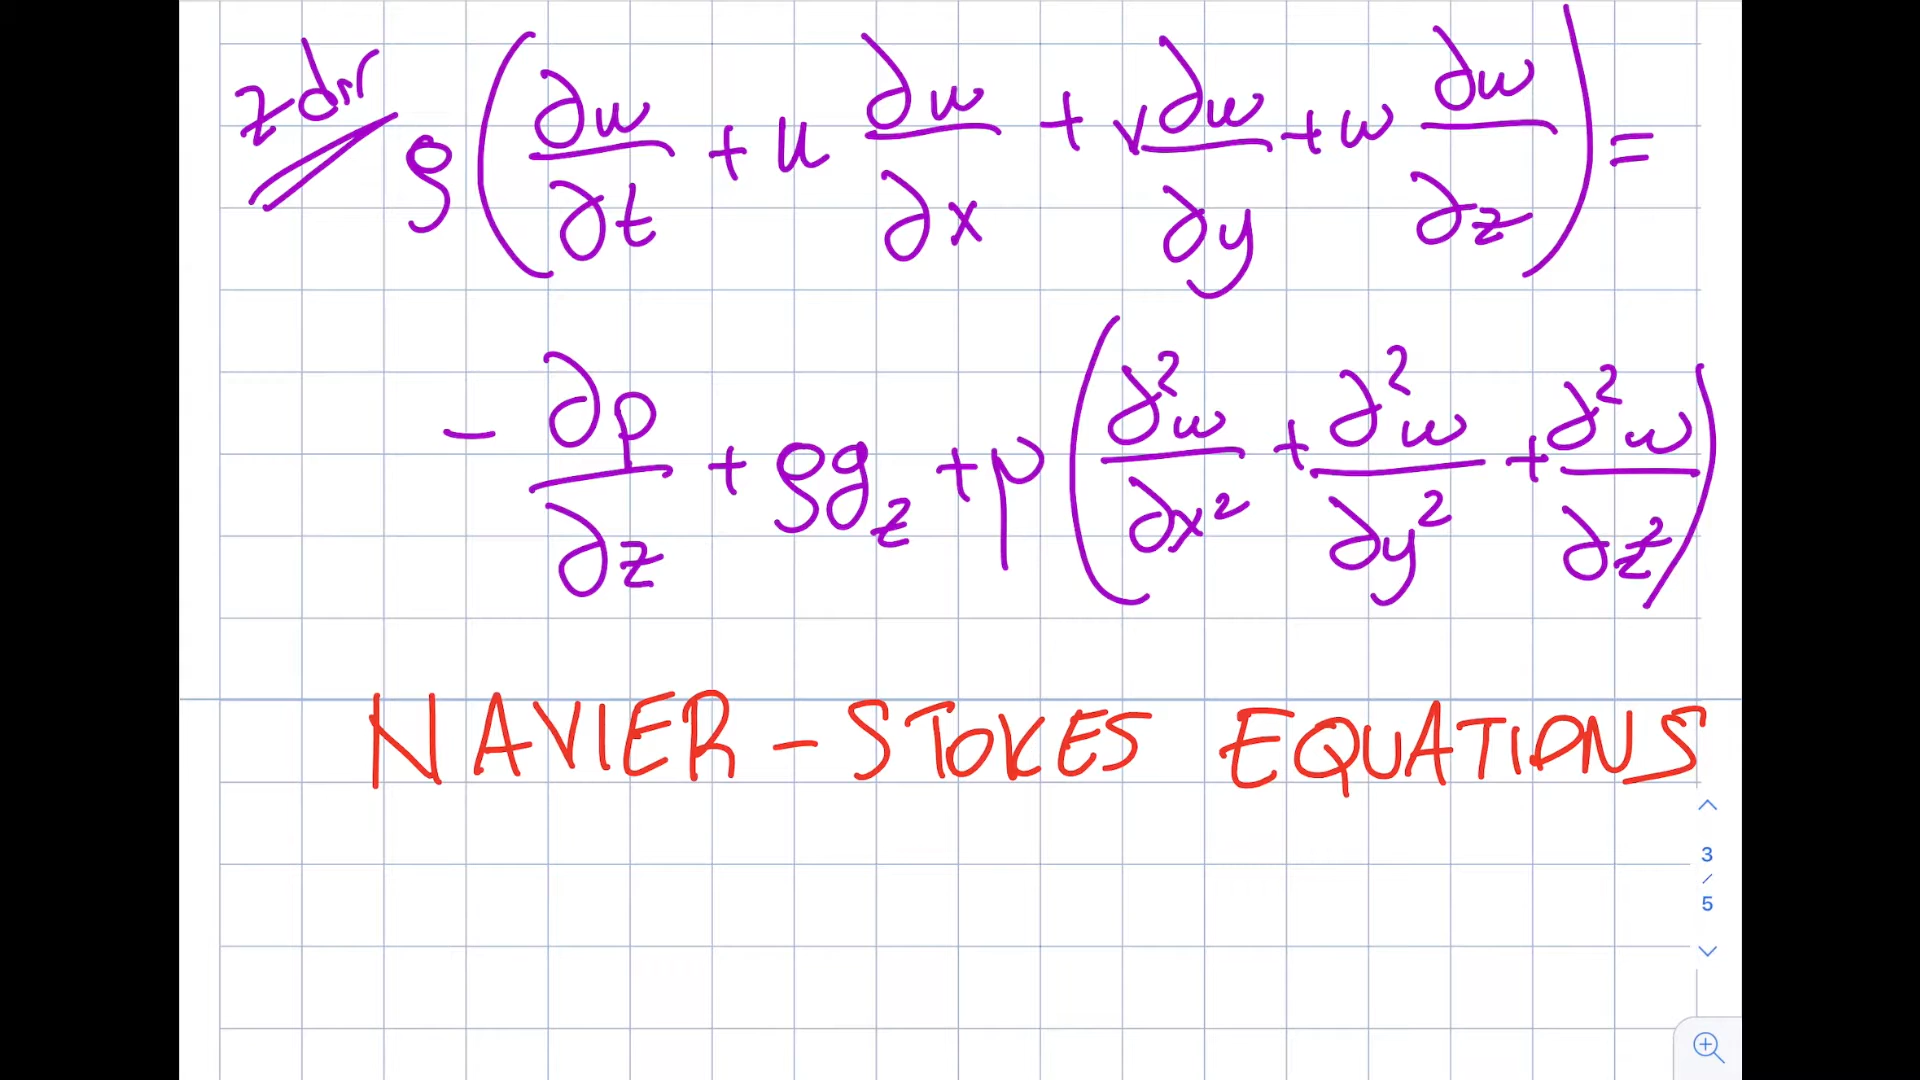 z dir ρ(∂w/∂t + u ∂w/∂x + v ∂w/∂y + w ∂w/∂z) =
- ∂p/∂z + ρg_z + μ(∂²w/∂x² + ∂²w/∂y² + ∂²w/∂z²)
NAVIER-STOKES EQUATIONS
3
/
5